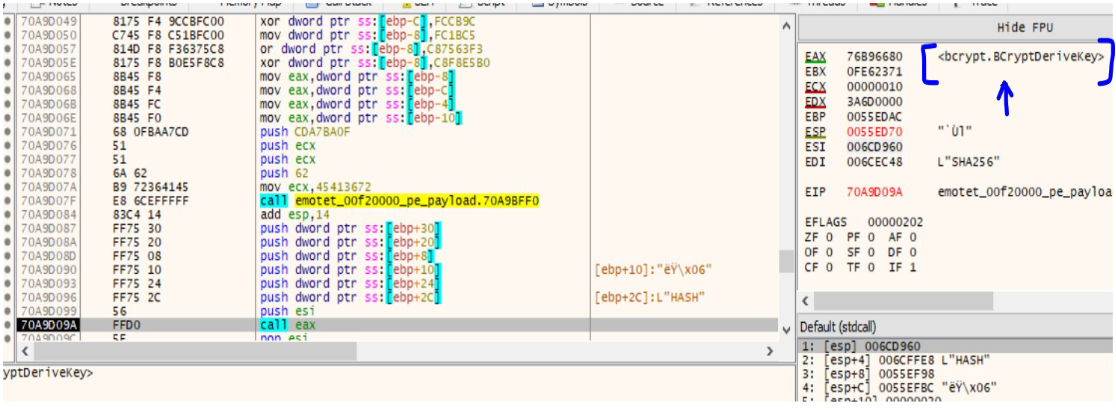 70A9D049 8175 F4 9CCBFC00 xor dword ptr ss:[ebp-C],FCCB9C
70A9D050 C745 F8 C51BFC00 mov dword ptr ss:[ebp-8],FC1BC5
70A9D057 814D F8 F36375C8 or dword ptr ss:[ebp-8],C87563F3
70A9D05E 8175 F8 B0E5F8C8 xor dword ptr ss:[ebp-8],C8F8E5B0
70A9D065 8B45 F8 mov eax,dword ptr ss:[ebp-8]
70A9D068 8B45 F4 mov eax,dword ptr ss:[ebp-C]
70A9D06B 8B45 FC mov eax,dword ptr ss:[ebp-4]
70A9D06E 8B45 F0 mov eax,dword ptr ss:[ebp-10]
70A9D071 68 0FBAA7CD push CDA7BA0F
70A9D076 51 push ecx
70A9D077 51 push ecx
70A9D078 6A 62 push 62
70A9D07A B9 72364145 mov ecx,45413672
70A9D07F E8 6CEFFFFF call emotet_00f20000_pe_payload.70A9BFF0
70A9D084 83C4 14 add esp,14
70A9D087 FF75 30 push dword ptr ss:[ebp+30]
70A9D08A FF75 20 push dword ptr ss:[ebp+20]
70A9D08D FF75 08 push dword ptr ss:[ebp+8]
70A9D090 FF75 10 push dword ptr ss:[ebp+10] [ebp+10]:"ëŸ\x06"
70A9D093 FF75 24 push dword ptr ss:[ebp+24]
70A9D096 FF75 2C push dword ptr ss:[ebp+2C] [ebp+2C]:L"HASH"
70A9D099 56 push esi
70A9D09A FFD0 call eax
70A9D09C 5F pop esi
yptDeriveKey>
Hide FPU
EAX 76B96680 <bcrypt.BCryptDeriveKey>
EBX 0FE62371
ECX 00000010
EDX 3A6D0000
EBP 0055EDAC
ESP 0055ED70 "`Ùl"
ESI 006CD960
EDI 006CEC48 L"SHA256"
EIP 70A9D09A emotet_00f20000_pe_payloa
EFLAGS 00000202
ZF 0 PF 0 AF 0
OF 0 SF 0 DF 0
CF 0 TF 0 IF 1
Default (stdcall)
1: [esp] 006CD960
2: [esp+4] 006CFFE8 L"HASH"
3: [esp+8] 0055EF98
4: [esp+C] 0055EFBC "ëŸ\x06"
5: [esp+10] 00000020